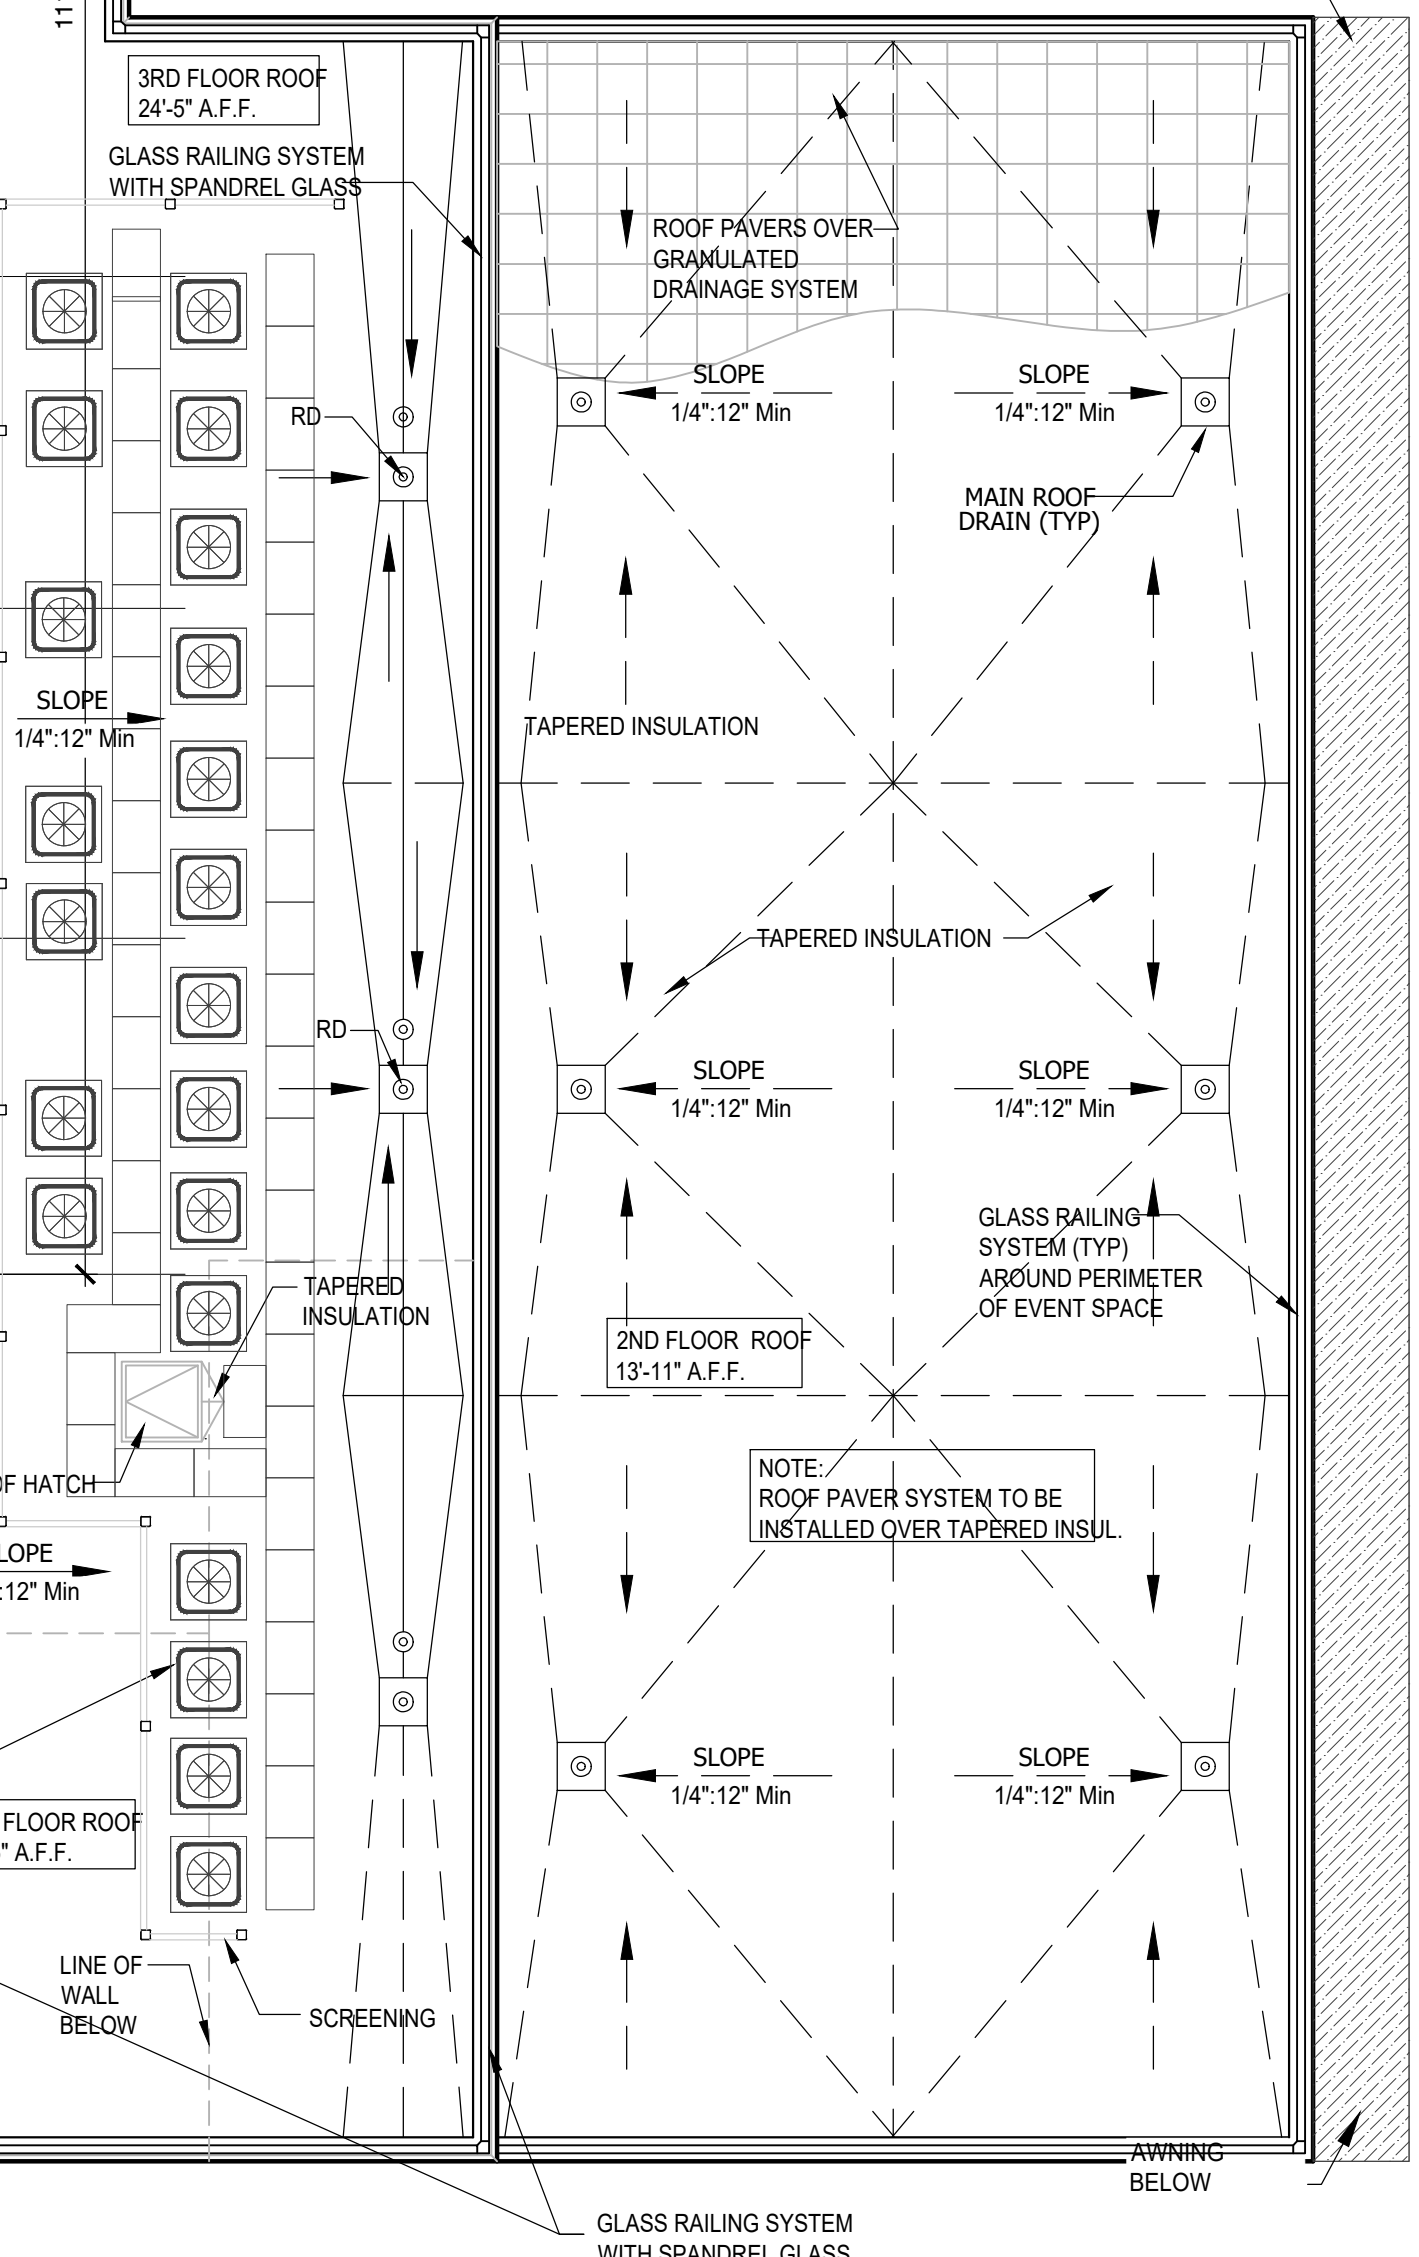 11
3RD FLOOR ROOF
24'-5" A.F.F.
GLASS RAILING SYSTEM
WITH SPANDREL GLASS
ROOF PAVERS OVER
GRANULATED
DRAINAGE SYSTEM
SLOPE
1/4":12" Min
SLOPE
1/4":12" Min
RD
MAIN ROOF
DRAIN (TYP)
SLOPE
1/4":12" Min
TAPERED INSULATION
TAPERED INSULATION
RD
SLOPE
1/4":12" Min
SLOPE
1/4":12" Min
GLASS RAILING
SYSTEM (TYP)
AROUND PERIMETER
OF EVENT SPACE
TAPERED
INSULATION
2ND FLOOR ROOF
13'-11" A.F.F.
NOTE:
ROOF PAVER SYSTEM TO BE
INSTALLED OVER TAPERED INSUL.
OF HATCH
LOPE
:12" Min
SLOPE
1/4":12" Min
SLOPE
1/4":12" Min
FLOOR ROOF
" A.F.F.
LINE OF
WALL
BELOW
SCREENING
AWNING
BELOW
GLASS RAILING SYSTEM
WITH SPANDREL GLASS